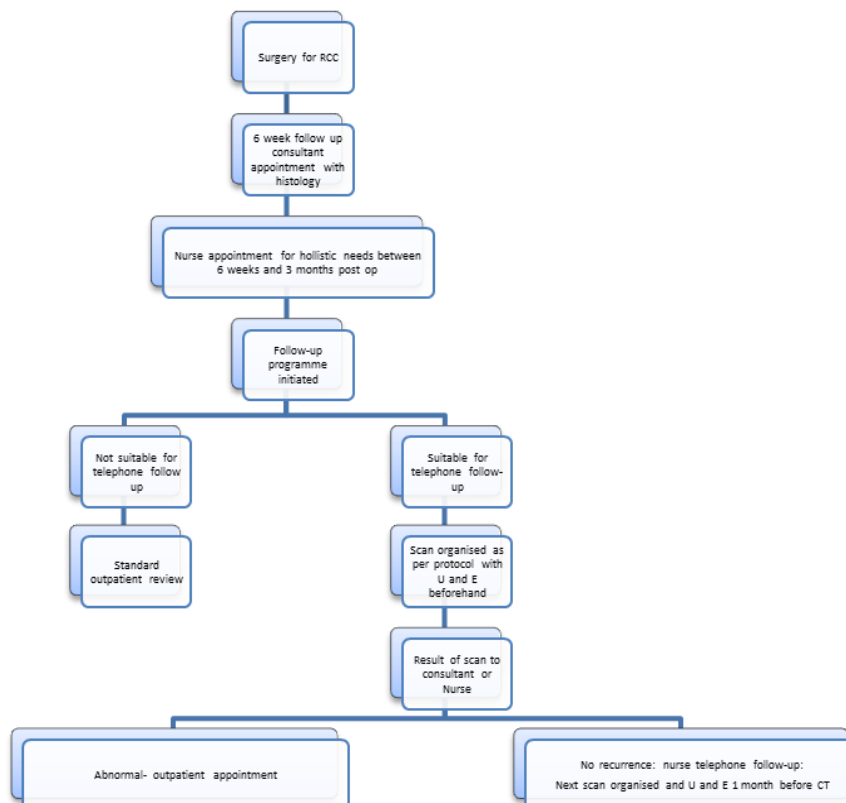 Surgery for RCC
6 week follow up
consultant
appointment with
histology
Nurse appointment for hollistic needs between
6 weeks and 3 months post op
Follow-up
programme
initiated
Not suitable for
telephone follow
up
Suitable for
telephone follow-
up
Standard
outpatient review
Scan organised as
per protocol with
U and E
beforehand
Result of scan to
consultant or
Nurse
Abnormal- outpatient appointment
No recurrence: nurse telephone follow-up:
Next scan organised and U and E 1 month before CT